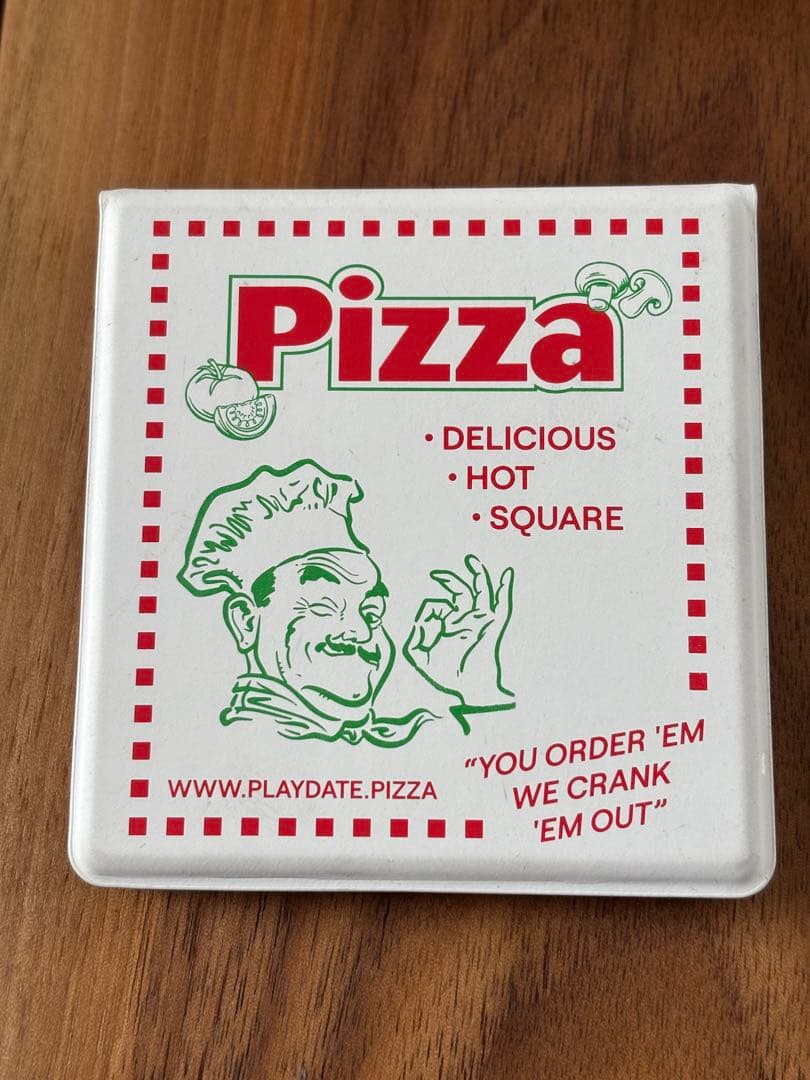 Pizza
• DELICIOUS
• HOT
• SQUARE
WWW.PLAYDATE.PIZZA
“YOU ORDER 'EM
WE CRANK
'EM OUT”